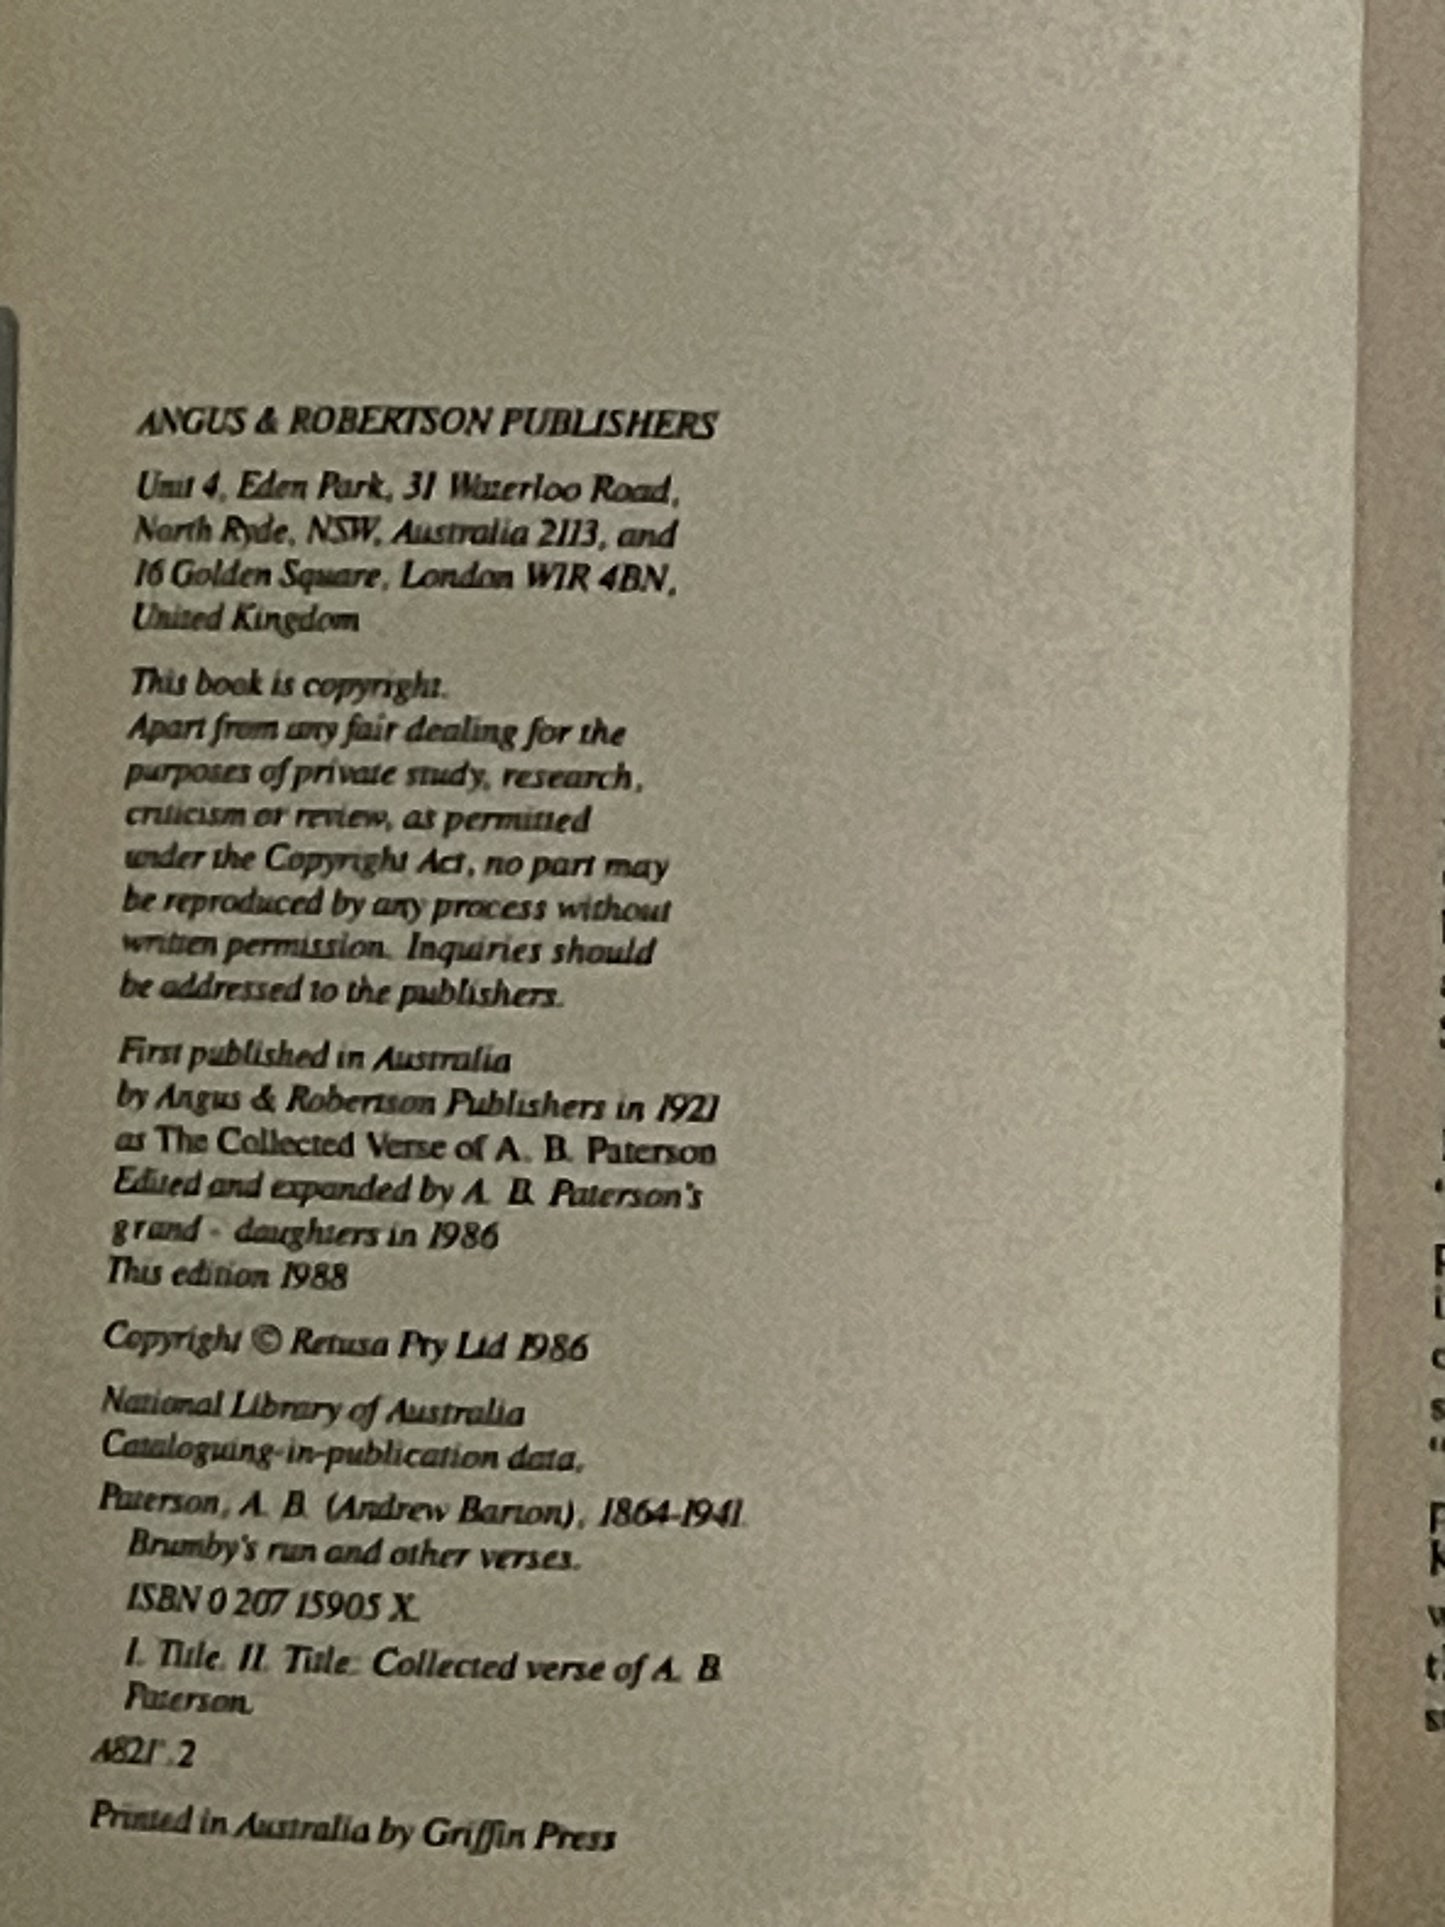 ANGUS & ROBERTSON PUBLISHERS
Unit 4, Eden Park, 31 Waterloo Road,
North Ryde, NSW, Australia 2113, and
16 Golden Square, London W1R 4BN,
United Kingdom
This book is copyright.
Apart from any fair dealing for the
purposes of private study, research,
criticism or review, as permitted
under the Copyright Act, no part may
be reproduced by any process without
written permission. Inquiries should
be addressed to the publishers.
First published in Australia
by Angus & Robertson Publishers in 1921
as The Collected Verse of A. B. Paterson
Edited and expanded by A. B. Paterson's
grand - daughters in 1986
This edition 1988
Copyright © Retusa Pty Ltd 1986
National Library of Australia
Cataloguing-in-publication data.
Paterson, A. B. (Andrew Barton), 1864-1941.
Brumby's run and other verses.
ISBN 0 207 15905 X.
I. Title. II. Title: Collected verse of A. B.
Paterson.
A821'.2
Printed in Australia by Griffin Press